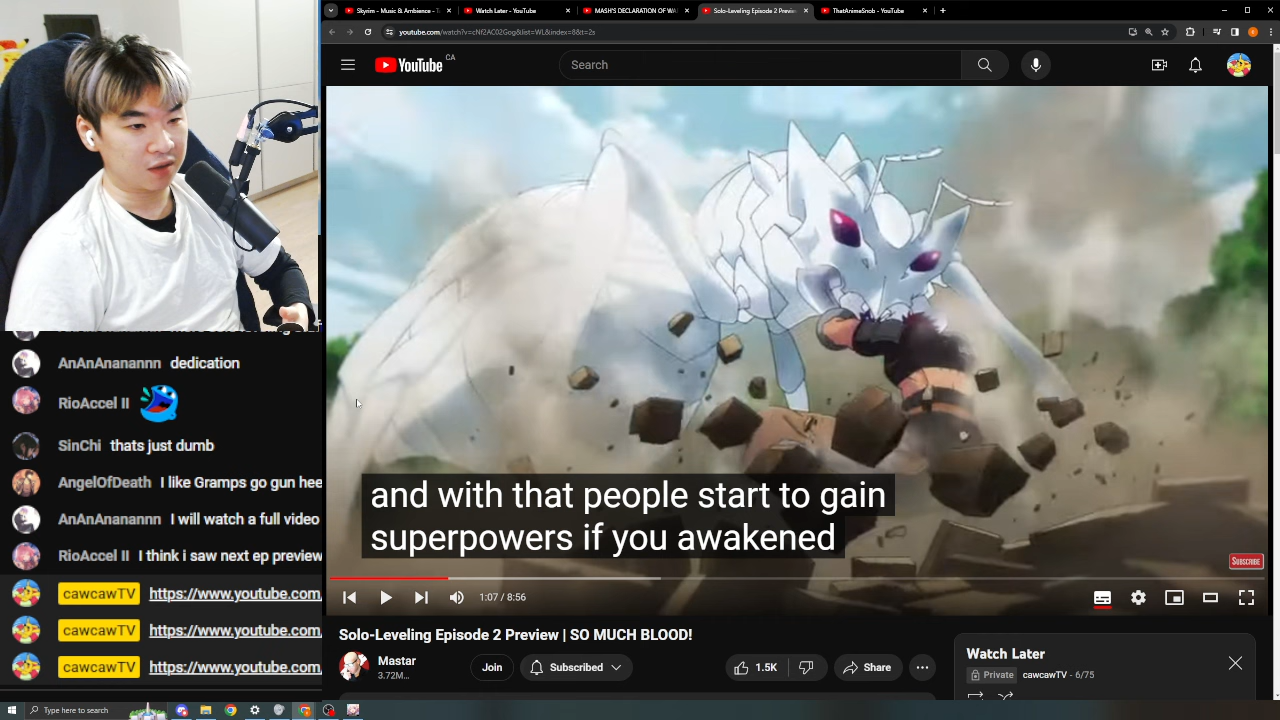 Skyrim - Music & Ambience - T
Watch Later - YouTube
MASH'S DECLARATION OF WA
Solo-Leveling Episode 2 Previe
ThatAnimeSnob - YouTube
youtube.com/watch?v=cNf2AC02Gog&list=WL&index=8&t=2s
YouTube CA
Search
AnAnAnanannn dedication
RioAccel II
SinChi thats just dumb
AngelOfDeath I like Gramps go gun hee
AnAnAnanannn I will watch a full video
RioAccel II I think i saw next ep preview
cawcawTV https://www.youtube.com
cawcawTV https://www.youtube.com
cawcawTV https://www.youtube.com
and with that people start to gain
superpowers if you awakened
SUBSCRIBE
1:07 / 8:56
Solo-Leveling Episode 2 Preview | SO MUCH BLOOD!
Mastar
3.72M...
Join
Subscribed
1.5K
Share
Watch Later
Private cawcawTV - 6/75
Type here to search